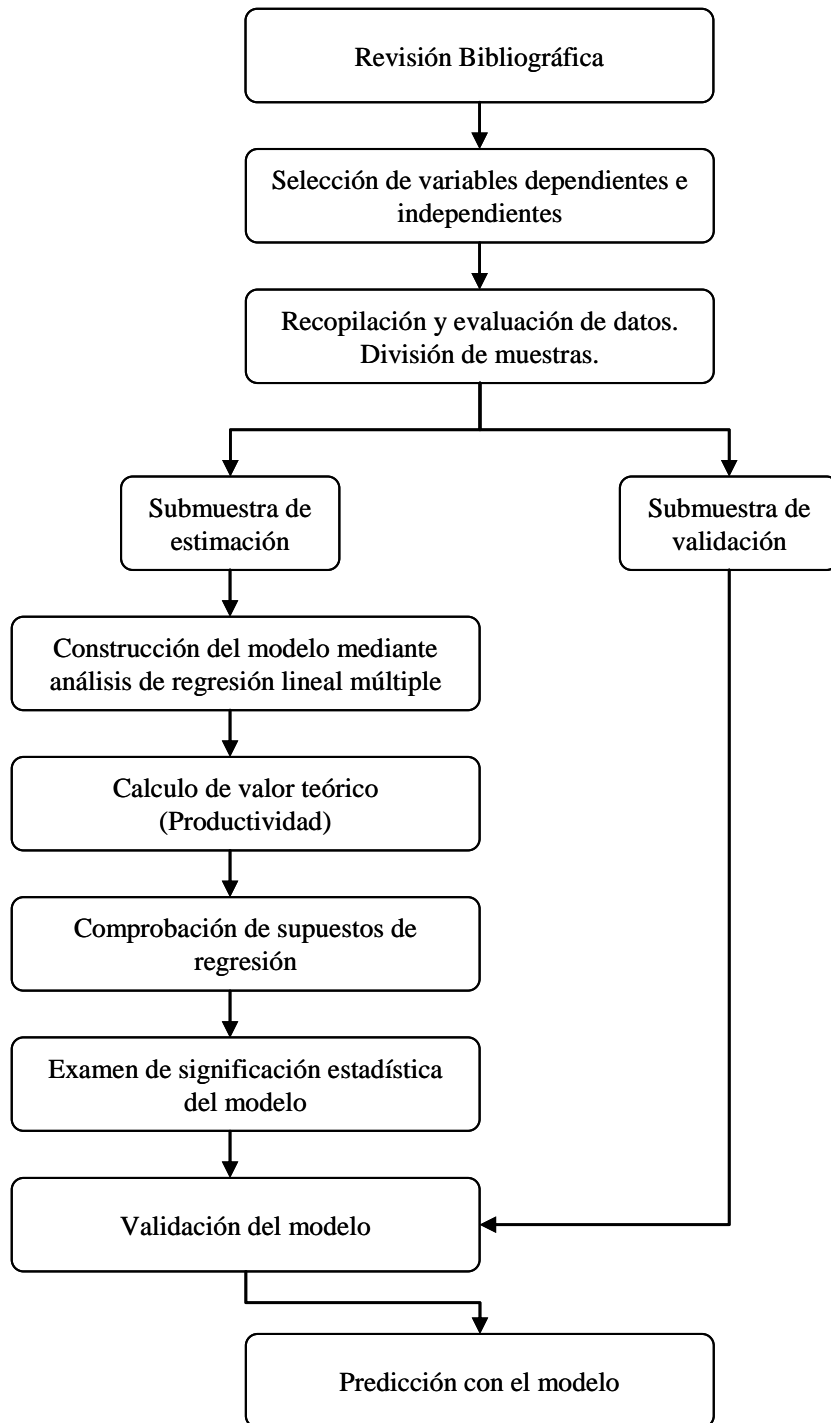 Revisión Bibliográfica
Selección de variables dependientes e
independientes
Recopilación y evaluación de datos.
División de muestras.
Submuestra de
estimación
Submuestra de
validación
Construcción del modelo mediante
análisis de regresión lineal múltiple
Calculo de valor teórico
(Productividad)
Comprobación de supuestos de
regresión
Examen de significación estadística
del modelo
Validación del modelo
Predicción con el modelo